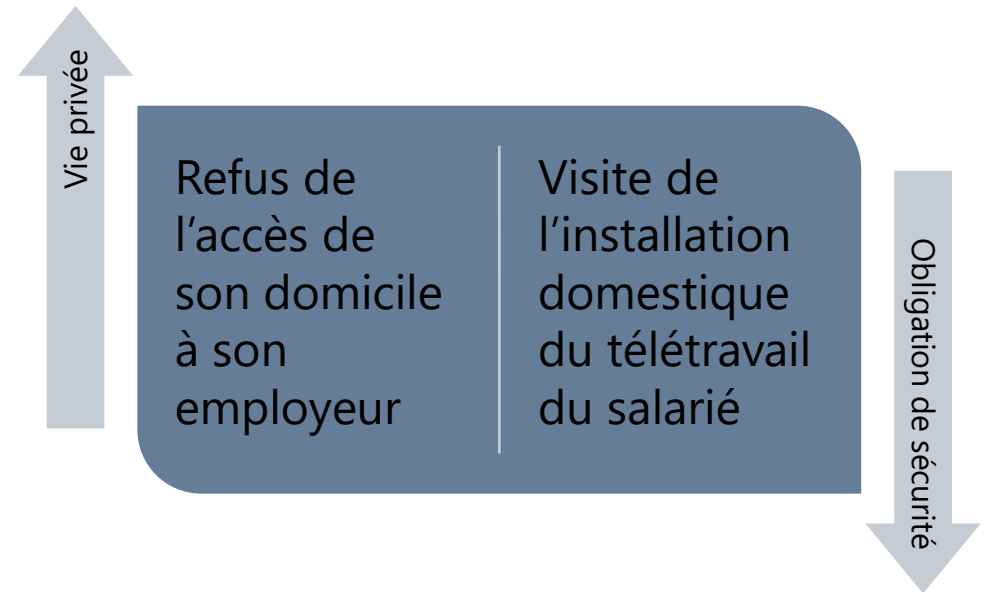 Vie privée
Refus de
l’accès de
son domicile
à son
employeur
Visite de
l’installation
domestique
du télétravail
du salarié
Obligation de sécurité